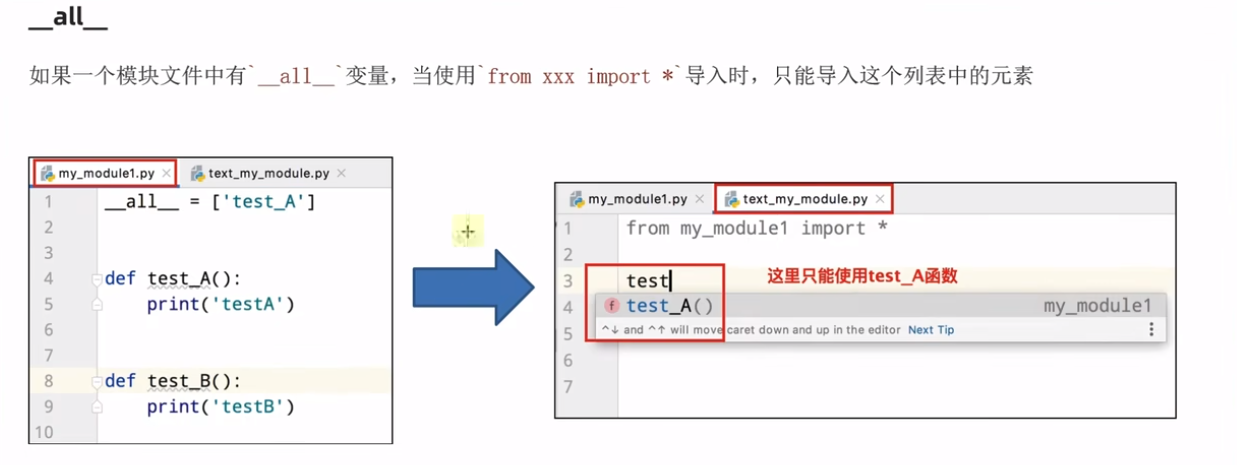 __all__
如果一个模块文件中有`__all__`变量，当使用`from xxx import *`导入时，只能导入这个列表中的元素
my_module1.py × text_my_module.py ×
1 __all__ = ['test_A']
2
3
4 def test_A():
5 print('testA')
6
7
8 def test_B():
9 print('testB')
10
my_module1.py × text_my_module.py ×
1 from my_module1 import *
2
3 test 这里只能使用test_A函数
4 f test_A() my_module1
5 ^↓ and ^↑ will move caret down and up in the editor Next Tip
6
7